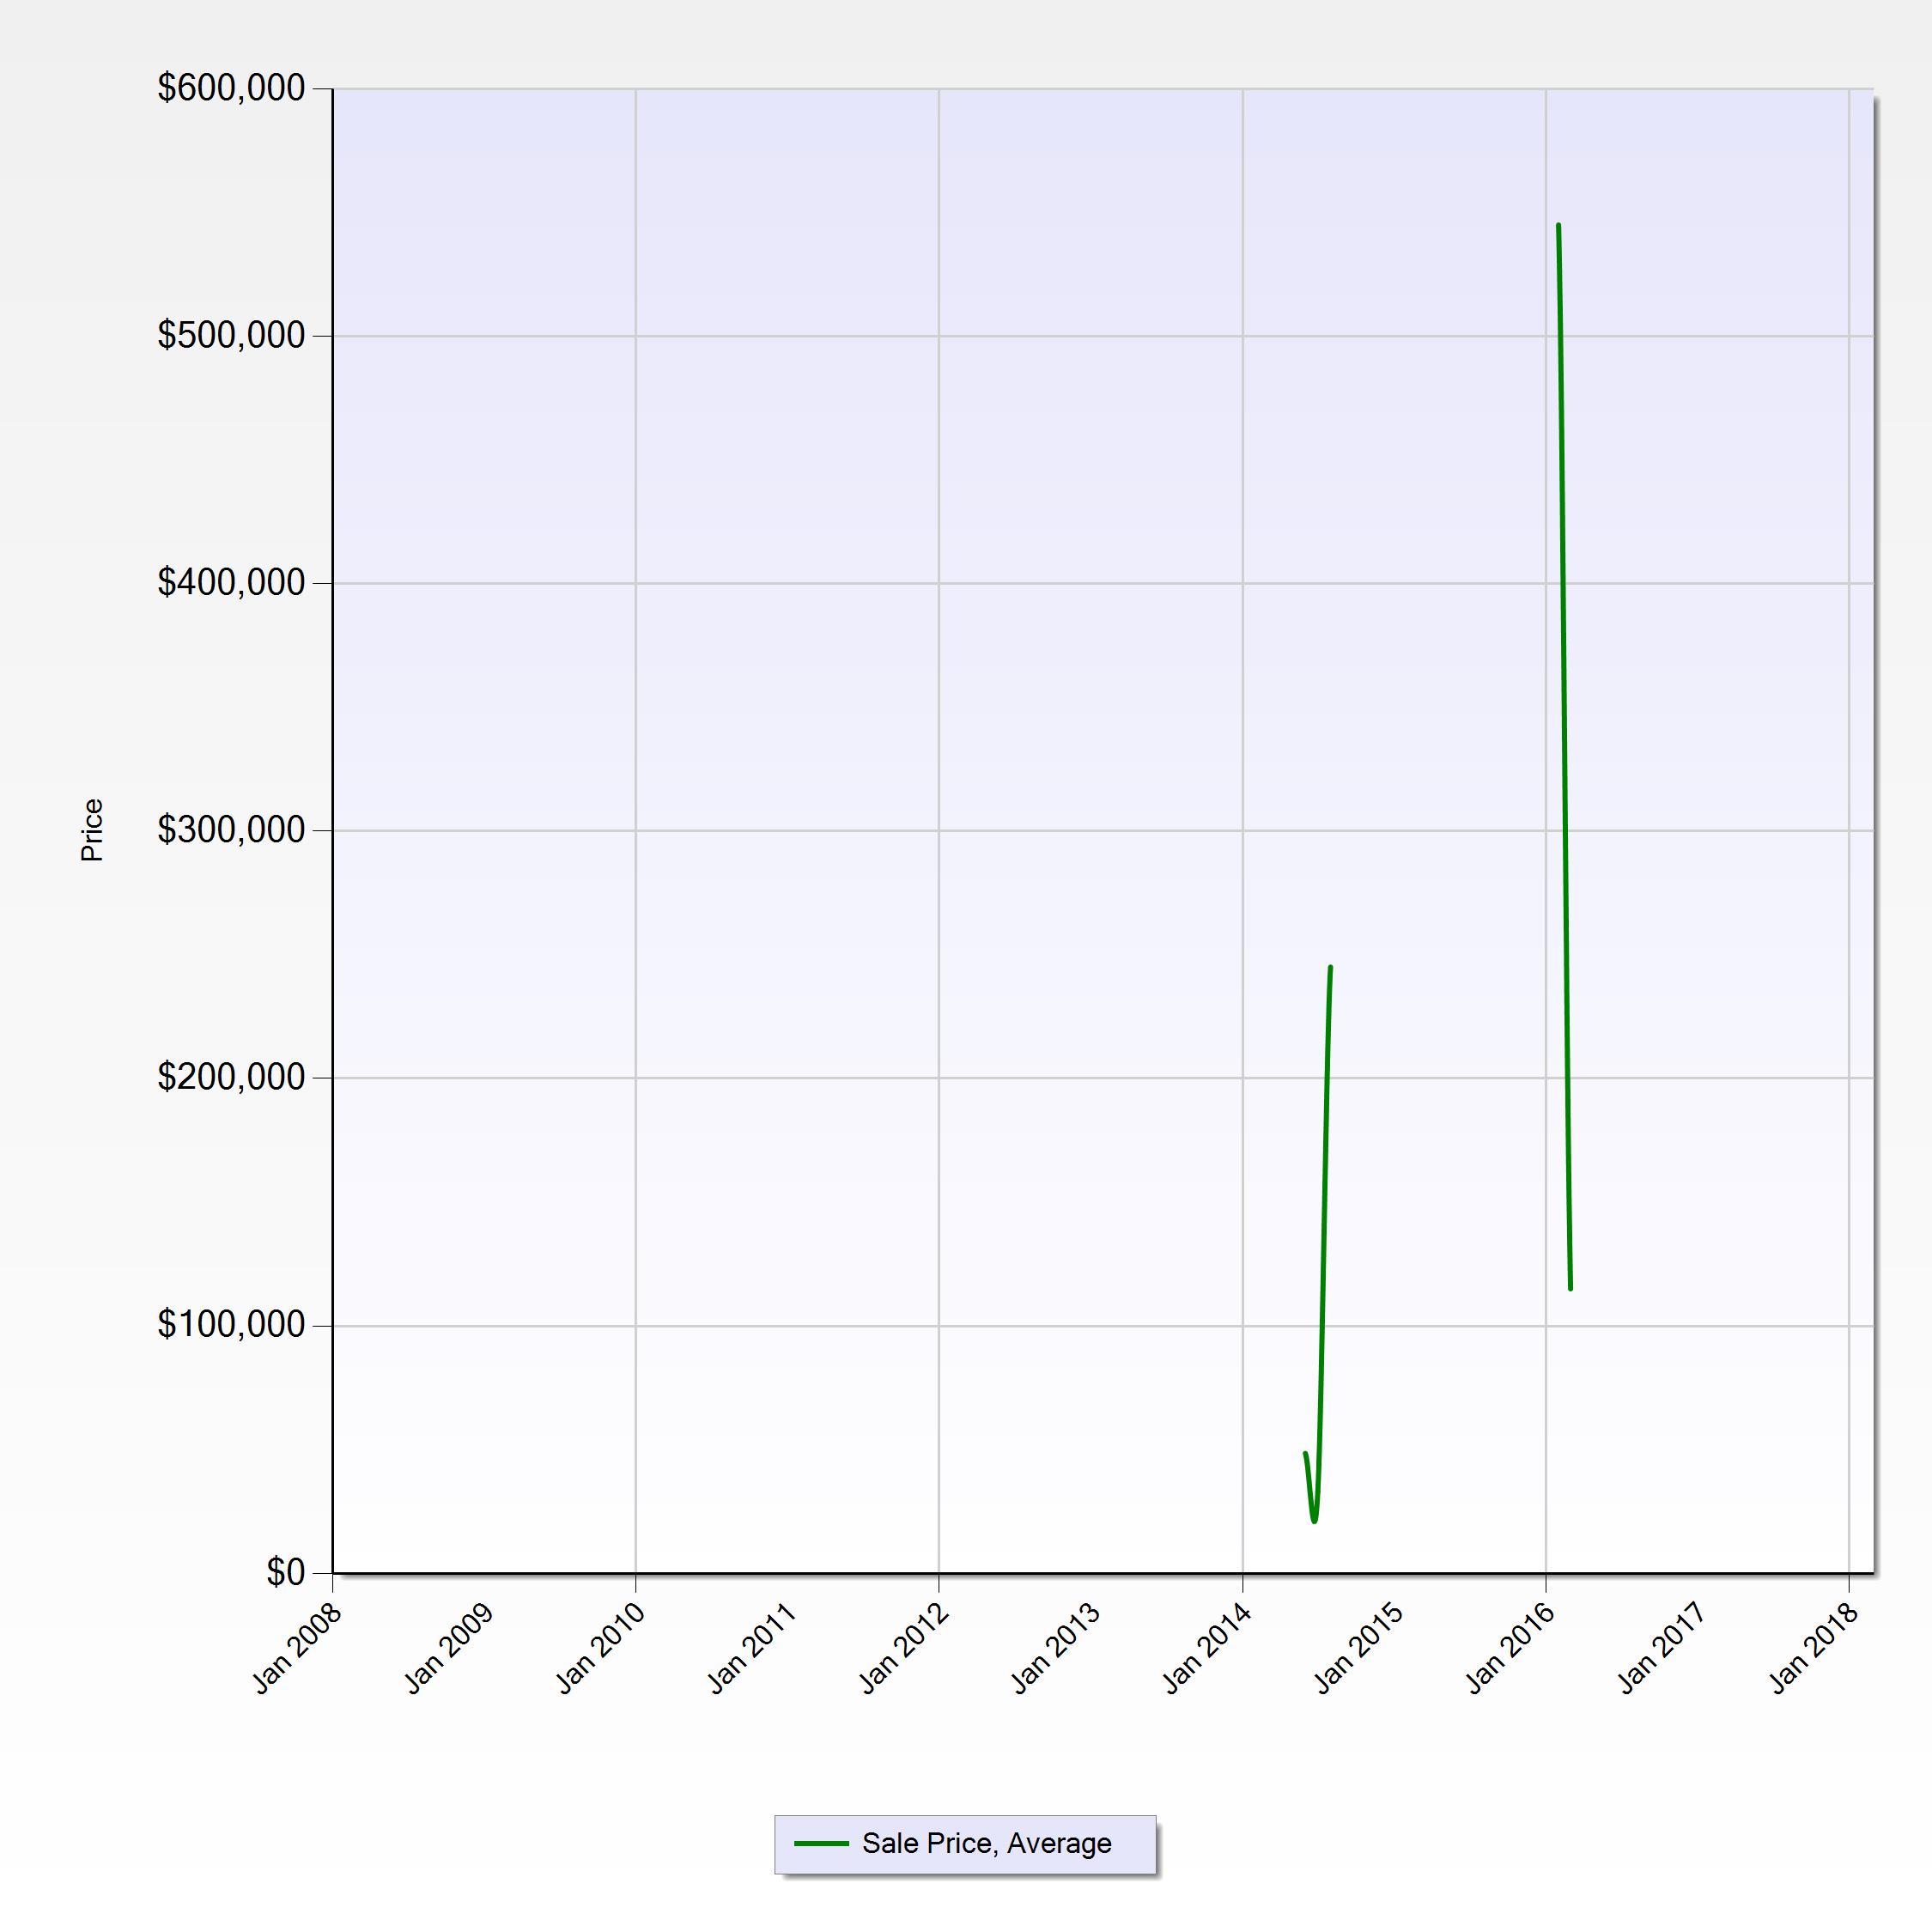 $600,000
$500,000
$400,000
$300,000
$200,000
$100,000
$0
Price
Jan 2008
Jan 2009
Jan 2010
Jan 2011
Jan 2012
Jan 2013
Jan 2014
Jan 2015
Jan 2016
Jan 2017
Jan 2018
Sale Price, Average